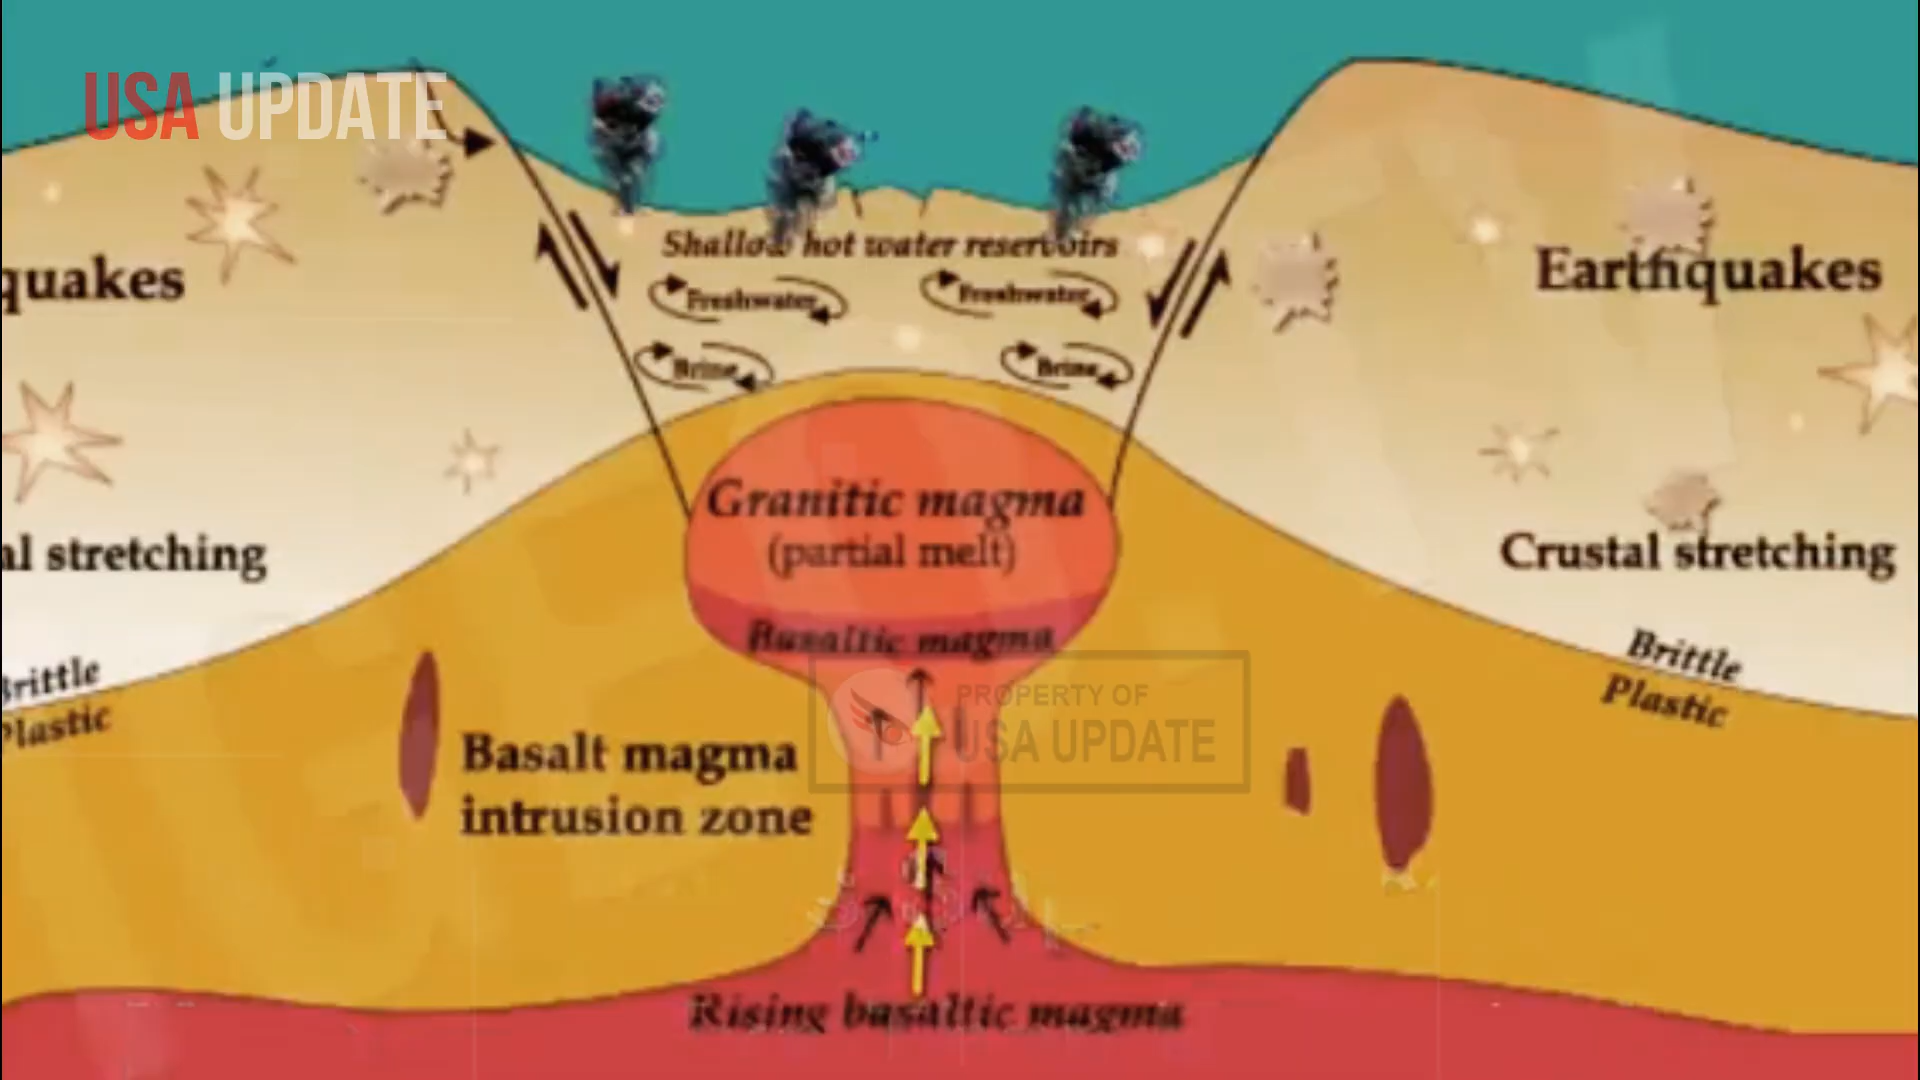 USA UPDATE
Shallow hot water reservoirs
quakes
Earthquakes
Freshwater
Freshwater
Brine
Brine
Granitic magma
(partial melt)
al stretching
Crustal stretching
Basaltic magma
Brittle
Plastic
Brittle
Plastic
PROPERTY OF
USA UPDATE
Basalt magma
intrusion zone
Rising basaltic magma